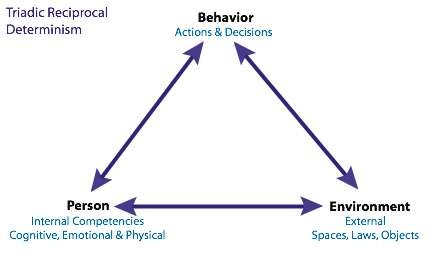 Triadic Reciprocal
Determinism
Behavior
Actions & Decisions
Person
Internal Competencies
Cognitive, Emotional & Physical
Environment
External
Spaces, Laws, Objects